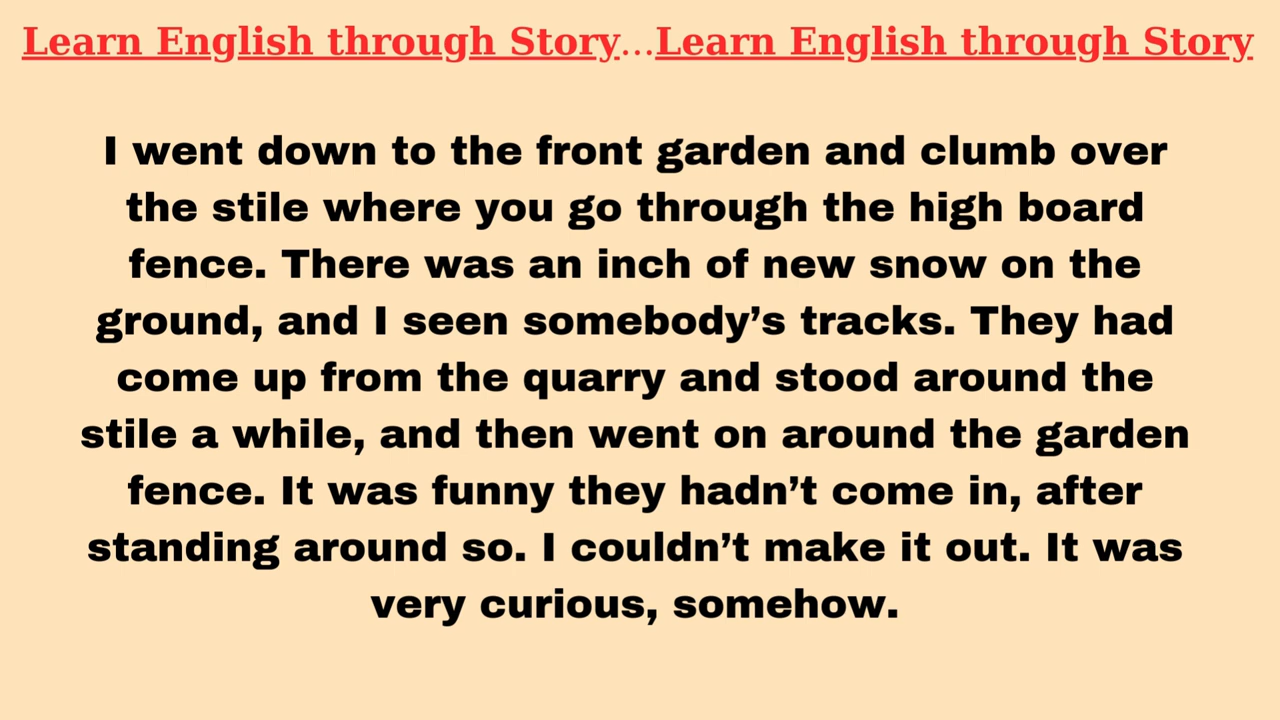 Learn English through Story...Learn English through Story
I went down to the front garden and clumb over
the stile where you go through the high board
fence. There was an inch of new snow on the
ground, and I seen somebody’s tracks. They had
come up from the quarry and stood around the
stile a while, and then went on around the garden
fence. It was funny they hadn’t come in, after
standing around so. I couldn’t make it out. It was
very curious, somehow.